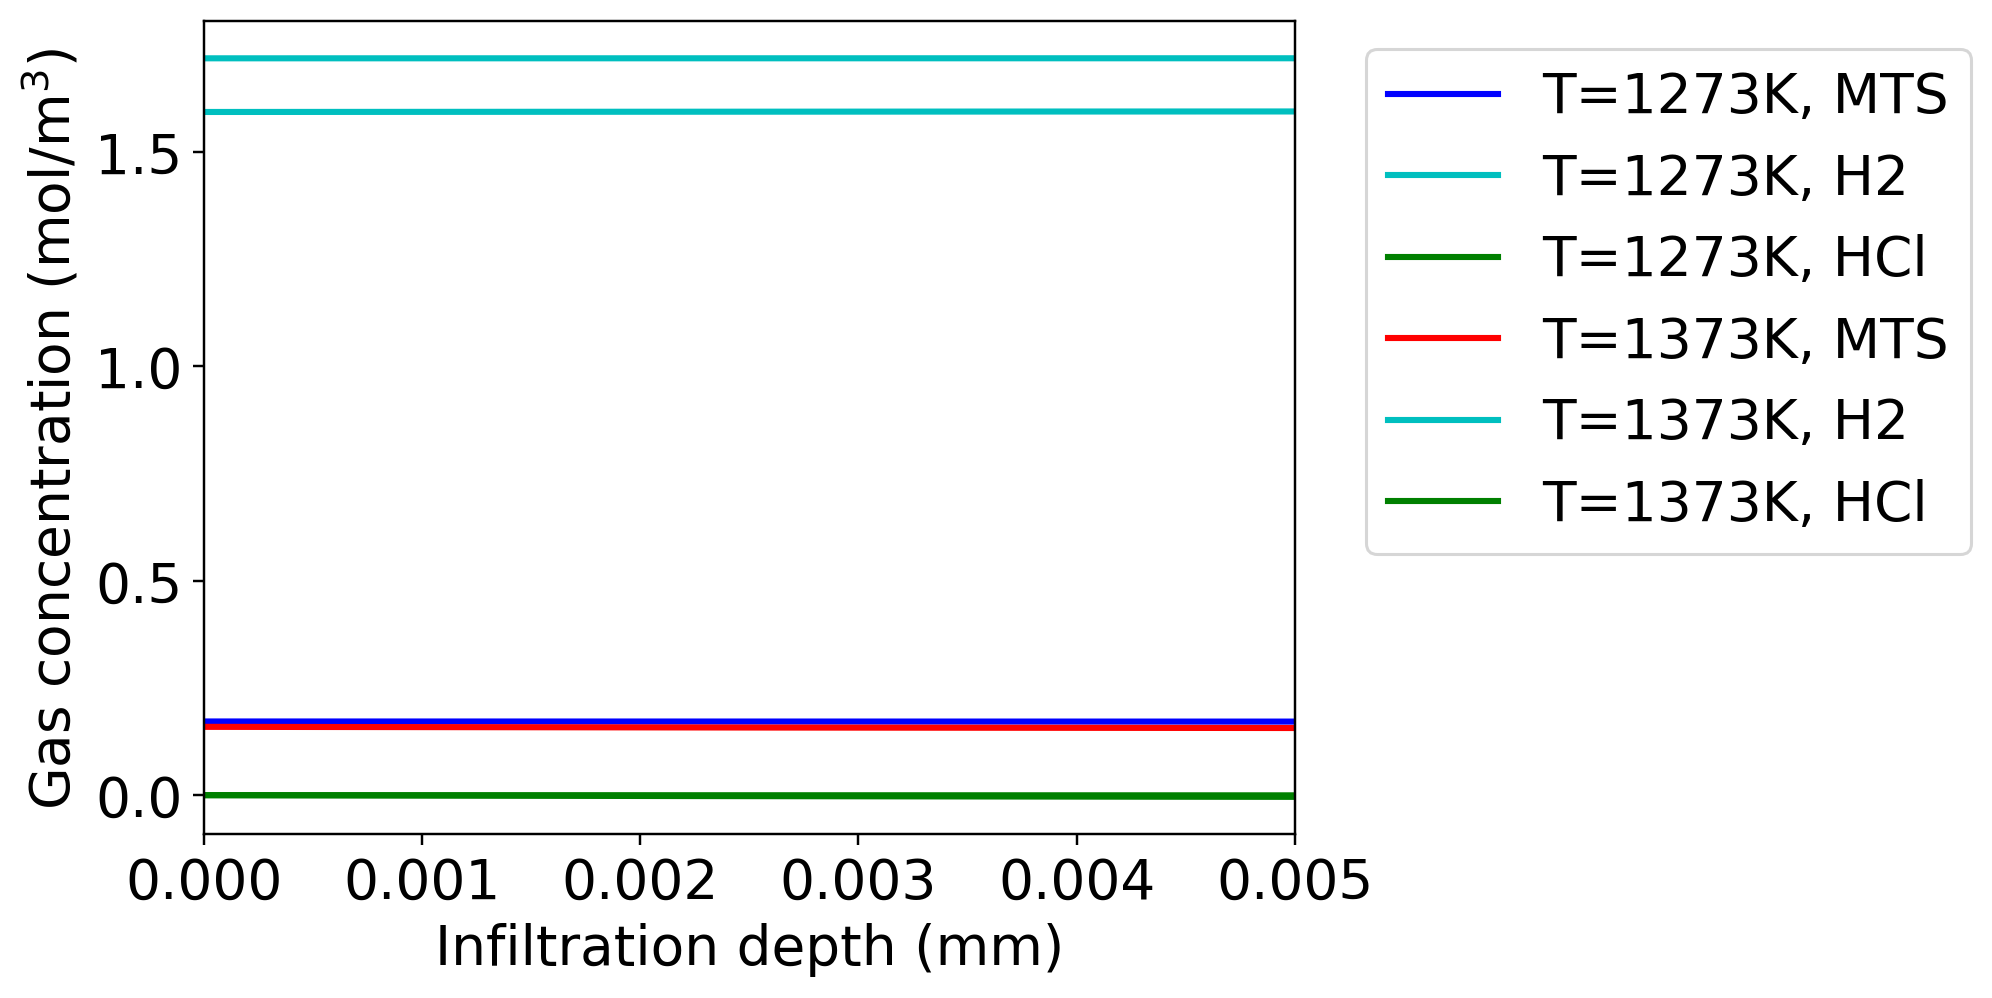 Gas concentration (mol/m³)
1.5
1.0
0.5
0.0
0.000 0.001 0.002 0.003 0.004 0.005
Infiltration depth (mm)
T=1273K, MTS
T=1273K, H2
T=1273K, HCl
T=1373K, MTS
T=1373K, H2
T=1373K, HCl